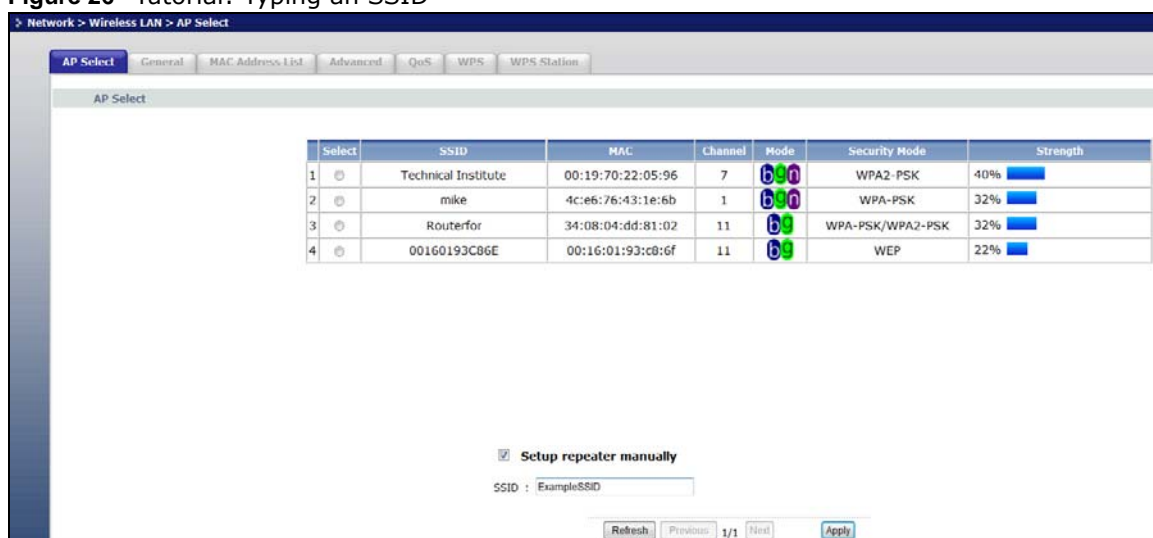 Figure 20 Tutorial: Typing an SSID
Network > Wireless LAN > AP Select
AP Select General MAC Address List Advanced QoS WPS WPS Station
AP Select
Select SSID MAC Channel Mode Security Mode Strength
1 Technical Institute 00:19:70:22:05:96 7 bgn WPA2-PSK 40%
2 mike 4c:e6:76:43:1e:6b 1 bgn WPA-PSK 32%
3 Routerfor 34:08:04:dd:81:02 11 bg WPA-PSK/WPA2-PSK 32%
4 00160193C86E 00:16:01:93:c8:6f 11 bg WEP 22%
Setup repeater manually
SSID : ExampleSSID
Refresh Previous 1/1 Next Apply